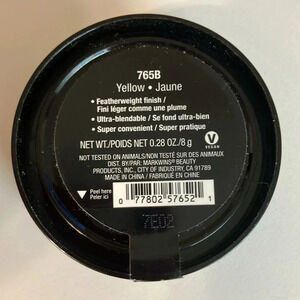 765B
Yellow • Jaune
• Featherweight finish /
Fini léger comme une plume
• Ultra-blendable / Se fond ultra-bien
• Super convenient / Super pratique
NET WT./POIDS NET 0.28 OZ./8 g
V
VEGAN
NOT TESTED ON ANIMALS/NON TESTÉ SUR DES ANIMAUX
DIST. BY/PAR: MARKWINS® BEAUTY
PRODUCTS, INC., CITY OF INDUSTRY, CA 91789
MADE IN CHINA / FABRIQUÉ EN CHINE
Peel here
Peler ici
0 77802 57652 1
7E02